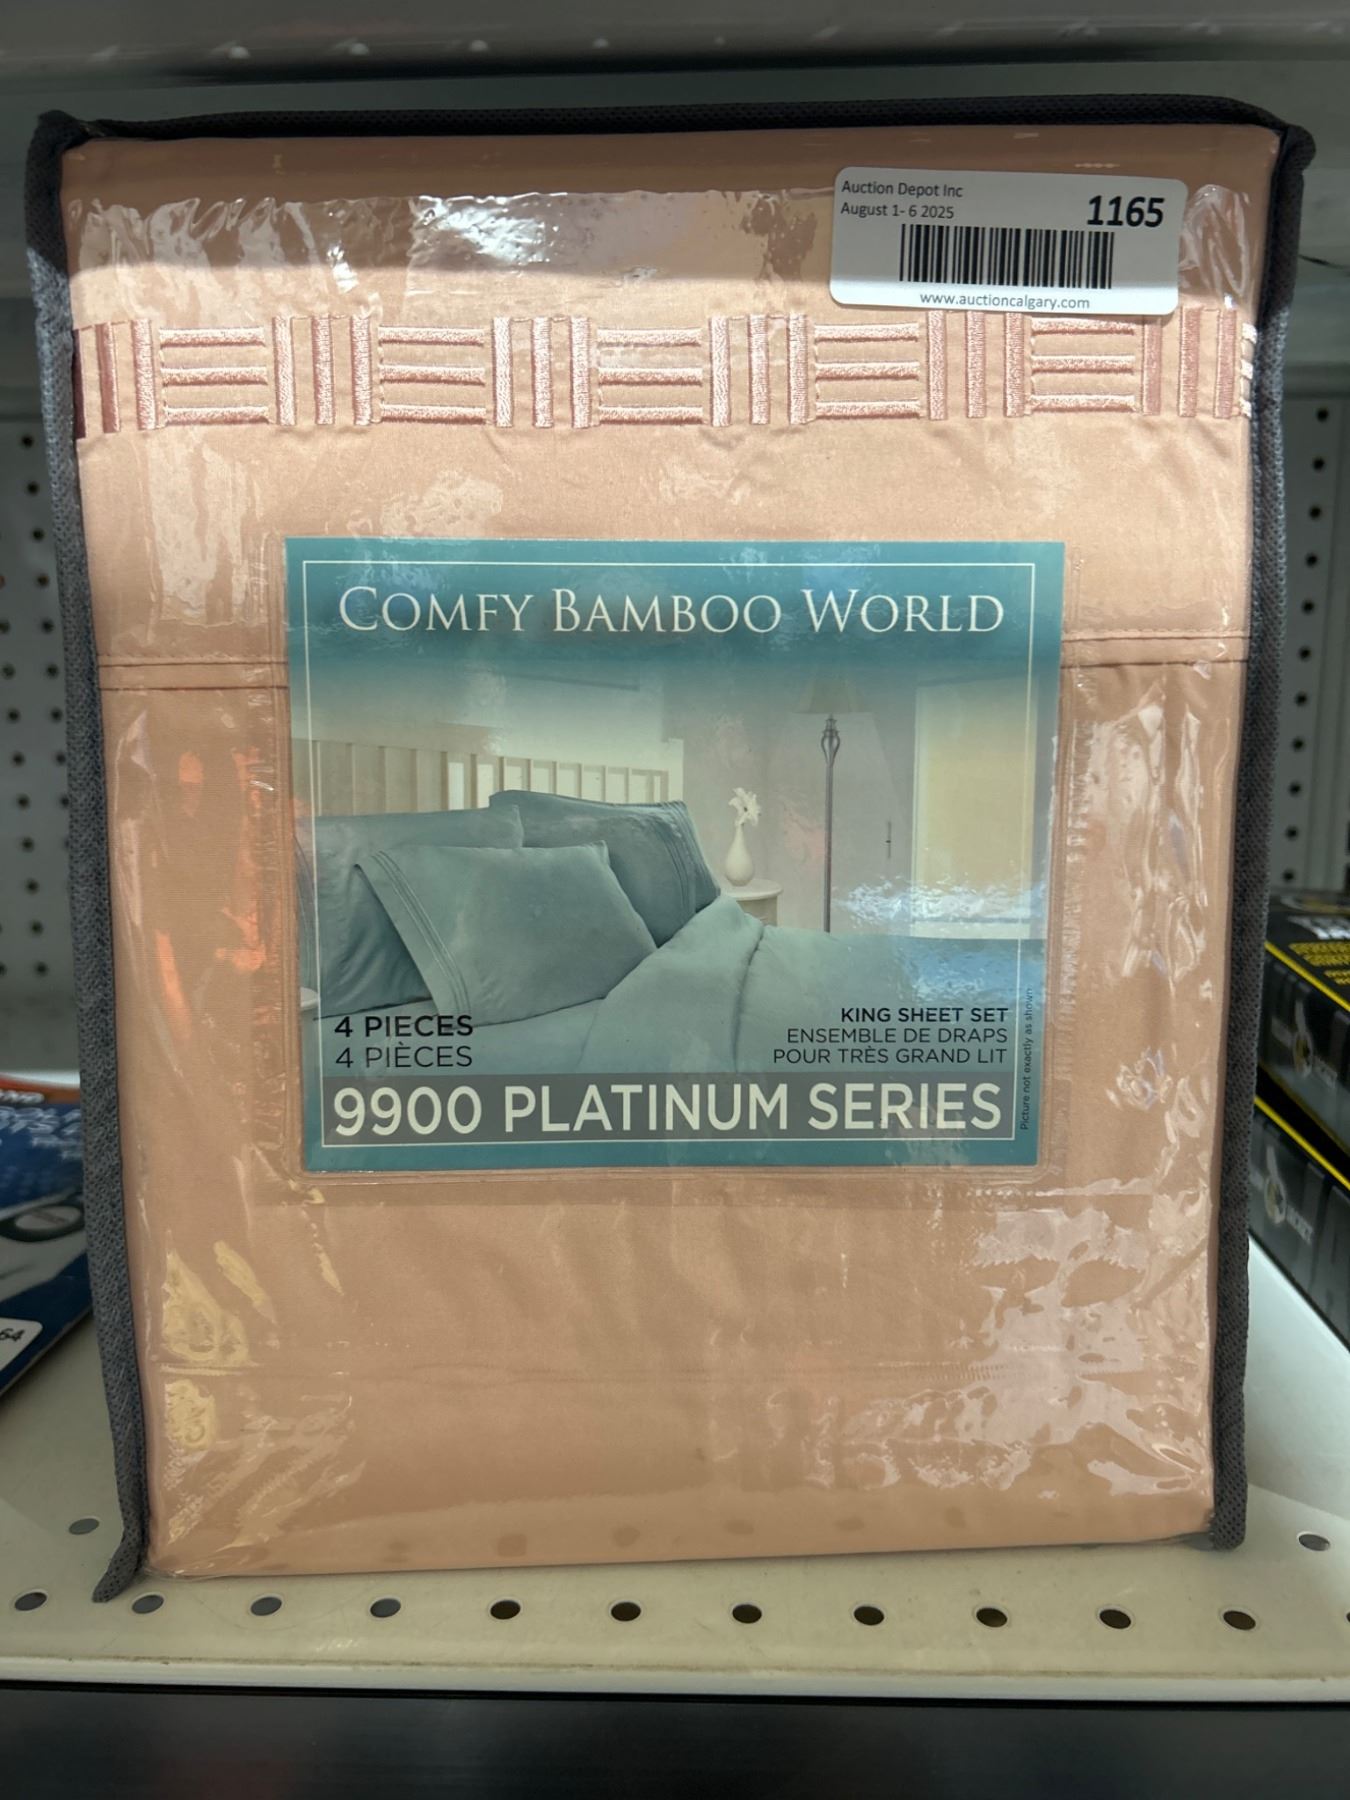 Auction Depot Inc
August 1- 6 2025
1165
www.auctioncalgary.com
COMFY BAMBOO WORLD
4 PIECES
4 PIÈCES
KING SHEET SET
ENSEMBLE DE DRAPS
POUR TRÈS GRAND LIT
Picture not exactly as shown
9900 PLATINUM SERIES
64